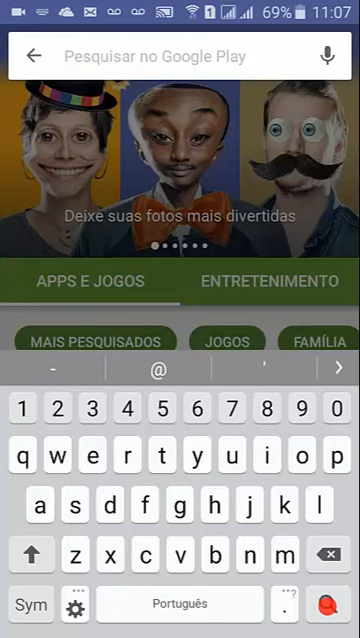 1 69% 11:07
Pesquisar no Google Play
Deixe suas fotos mais divertidas
APPS E JOGOS ENTRETENIMENTO
MAIS PESQUISADOS JOGOS FAMÍLIA
- @ '
1 2 3 4 5 6 7 8 9 0
q w e r t y u i o p
a s d f g h j k l
z x c v b n m
Sym Português . ...?